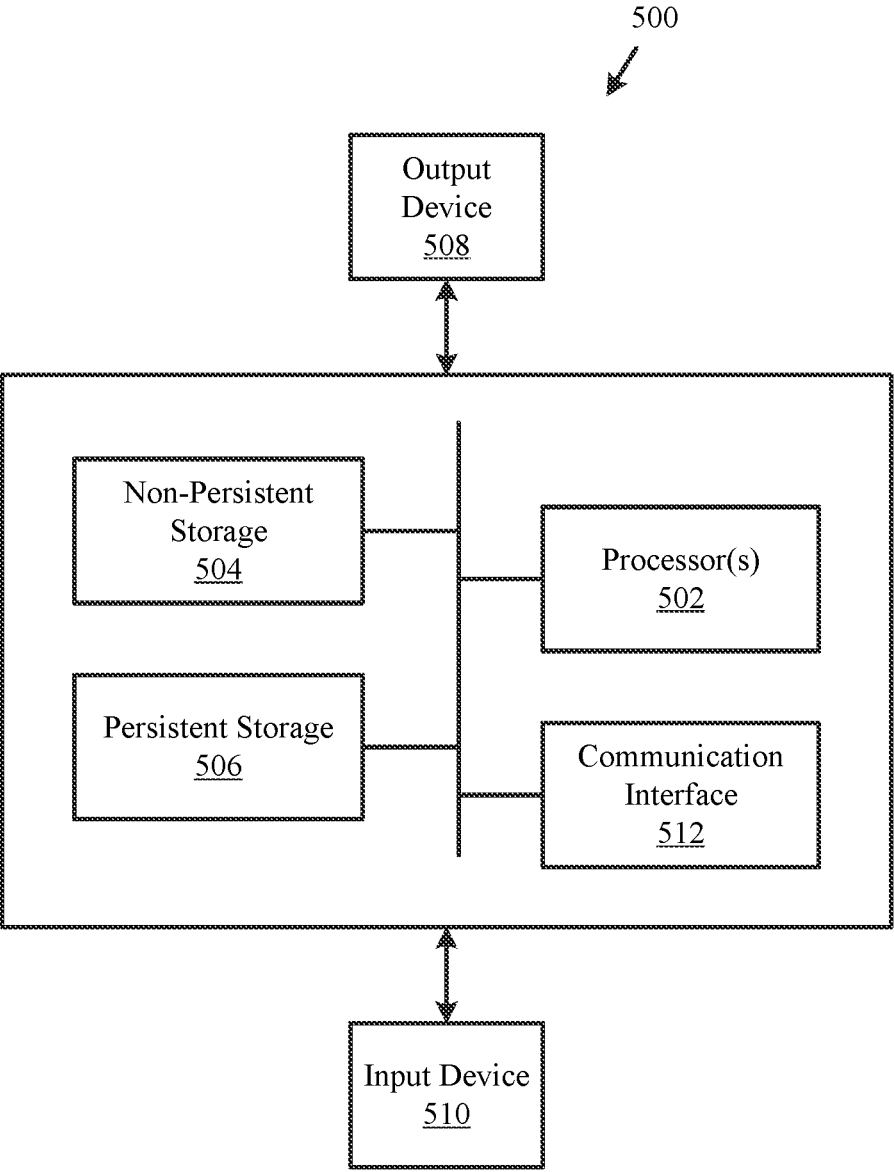 500
Output
Device
508
Non-Persistent
Storage
504
Processor(s)
502
Persistent Storage
506
Communication
Interface
512
Input Device
510